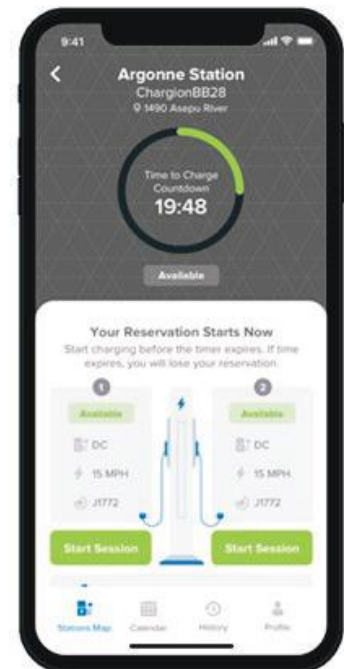 9:41
Argonne Station
ChargionBB28
1490 Asepu River
Time to Charge
Countdown
19:48
Available
Your Reservation Starts Now
Start charging before the timer expires. If time
expires, you will lose your reservation.
1
2
Available
Available
DC
DC
15 MPH
15 MPH
J1772
J1772
Start Session
Start Session
Stations Map
Calendar
History
Profile